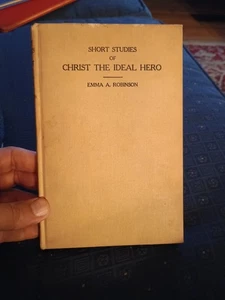 SHORT STUDIES
OF
CHRIST THE IDEAL HERO
EMMA A. ROBINSON